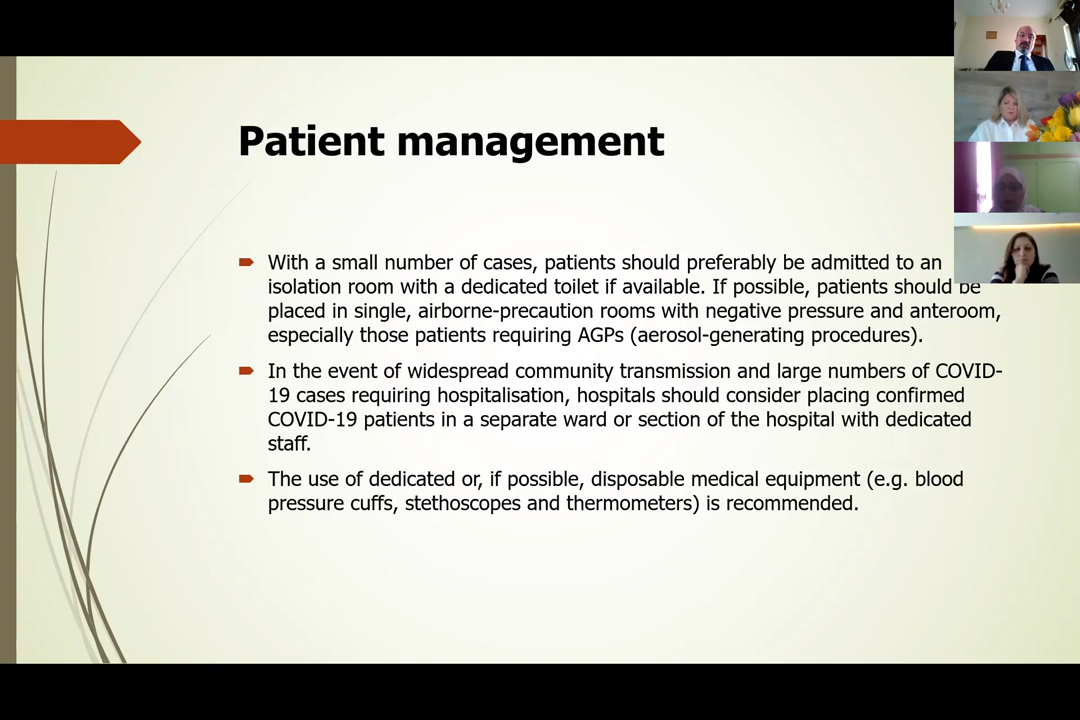 Patient management
With a small number of cases, patients should preferably be admitted to an
isolation room with a dedicated toilet if available. If possible, patients should be
placed in single, airborne-precaution rooms with negative pressure and anteroom,
especially those patients requiring AGPs (aerosol-generating procedures).
In the event of widespread community transmission and large numbers of COVID-
19 cases requiring hospitalisation, hospitals should consider placing confirmed
COVID-19 patients in a separate ward or section of the hospital with dedicated
staff.
The use of dedicated or, if possible, disposable medical equipment (e.g. blood
pressure cuffs, stethoscopes and thermometers) is recommended.